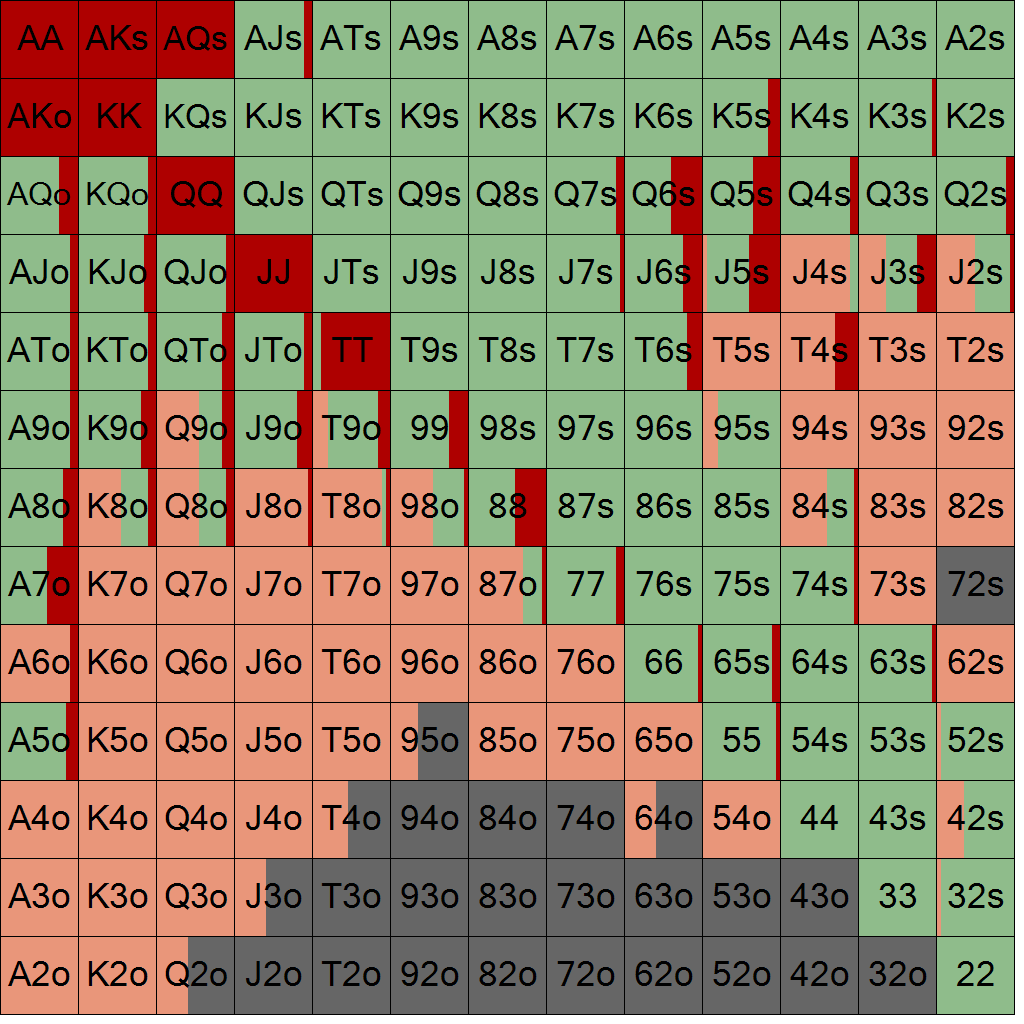 AA AKs AQs AJs ATs A9s A8s A7s A6s A5s A4s A3s A2s
AKo KK KQs KJs KTs K9s K8s K7s K6s K5s K4s K3s K2s
AQo KQo QQ QJs QTs Q9s Q8s Q7s Q6s Q5s Q4s Q3s Q2s
AJo KJo QJo JJ JTs J9s J8s J7s J6s J5s J4s J3s J2s
ATo KTo QTo JTo TT T9s T8s T7s T6s T5s T4s T3s T2s
A9o K9o Q9o J9o T9o 99 98s 97s 96s 95s 94s 93s 92s
A8o K8o Q8o J8o T8o 98o 88 87s 86s 85s 84s 83s 82s
A7o K7o Q7o J7o T7o 97o 87o 77 76s 75s 74s 73s 72s
A6o K6o Q6o J6o T6o 96o 86o 76o 66 65s 64s 63s 62s
A5o K5o Q5o J5o T5o 95o 85o 75o 65o 55 54s 53s 52s
A4o K4o Q4o J4o T4o 94o 84o 74o 64o 54o 44 43s 42s
A3o K3o Q3o J3o T3o 93o 83o 73o 63o 53o 43o 33 32s
A2o K2o Q2o J2o T2o 92o 82o 72o 62o 52o 42o 32o 22